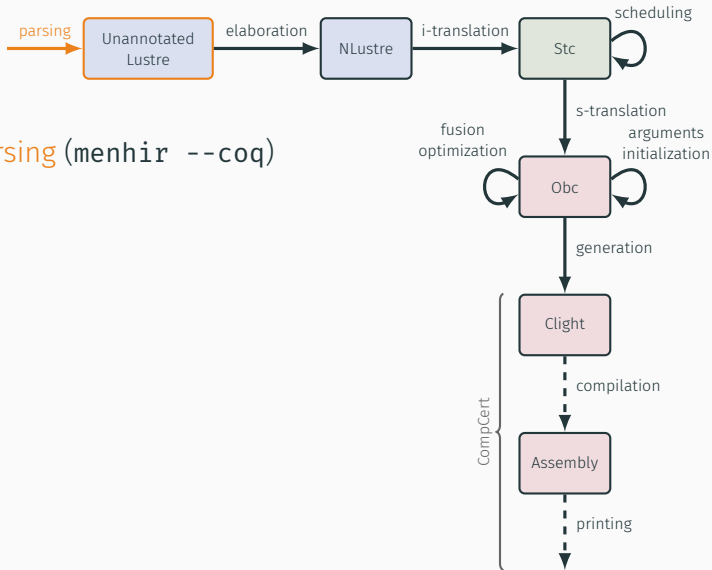 parsing
Unannotated
Lustre
elaboration
NLustre
i-translation
Stc
scheduling
s-translation
rsing (menhir --coq)
fusion
optimization
arguments
initialization
Obc
generation
Clight
compilation
CompCert
Assembly
printing